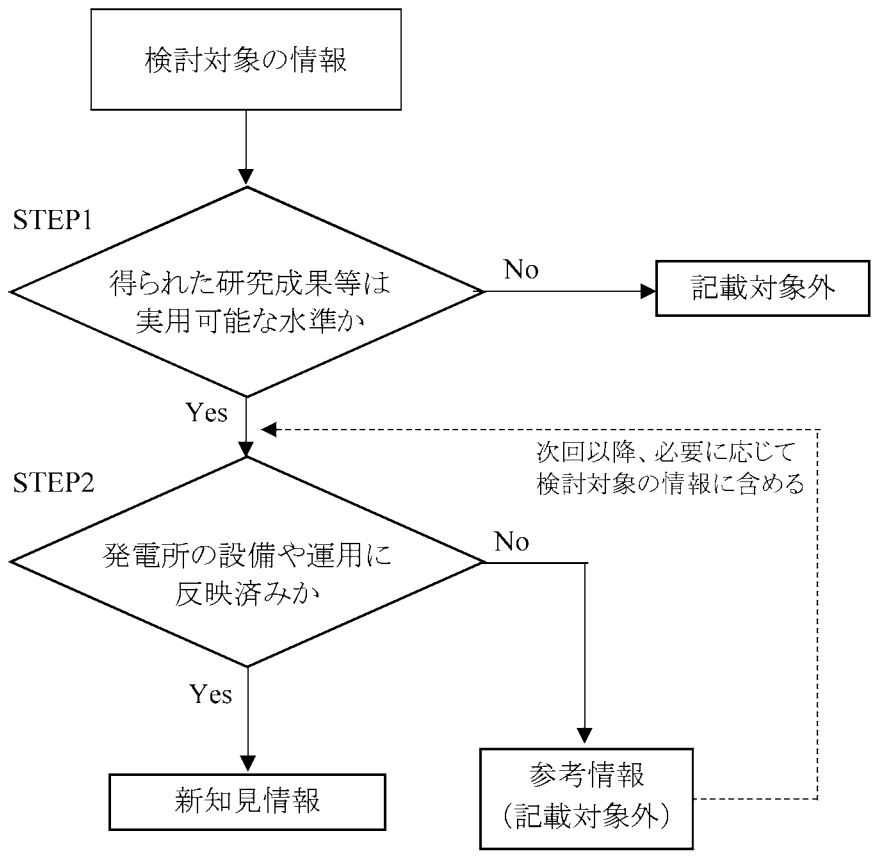 検討対象の情報
STEP1
得られた研究成果等は
実用可能な水準か
No
記載対象外
Yes
次回以降、必要に応じて
検討対象の情報に含める
STEP2
発電所の設備や運用に
反映済みか
No
Yes
新知見情報
参考情報
（記載対象外）